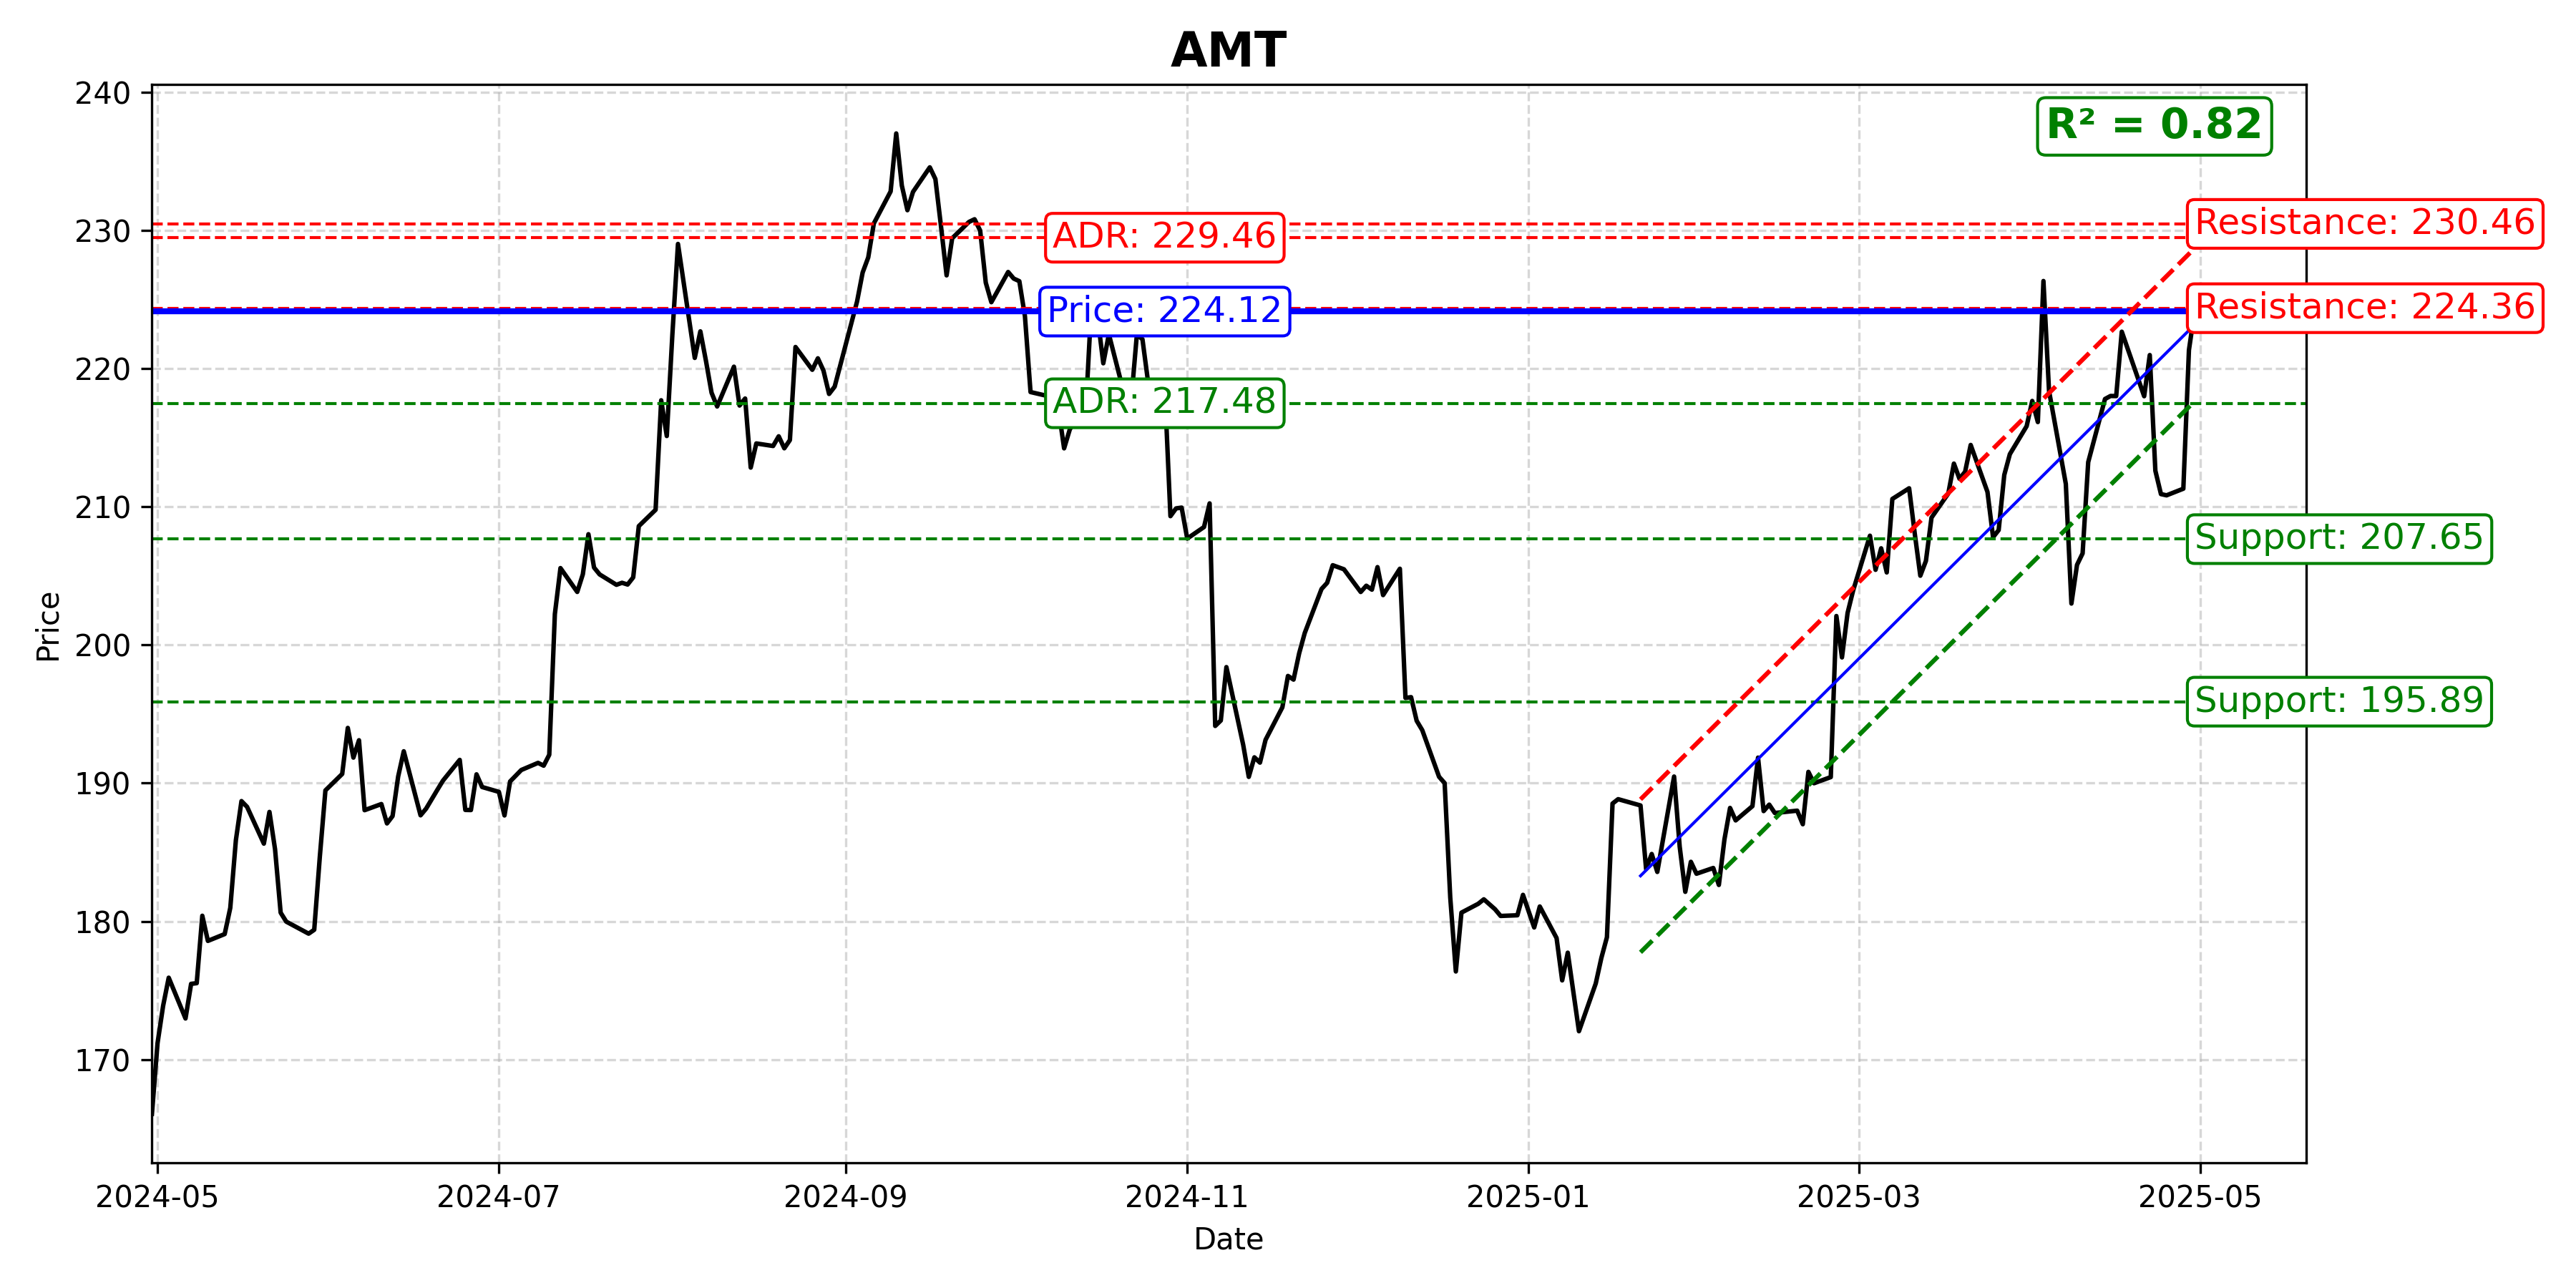 AMT
240
230
220
210
200
190
180
170
Price
R² = 0.82
ADR: 229.46
Price: 224.12
ADR: 217.48
Resistance: 230.46
Resistance: 224.36
Support: 207.65
Support: 195.89
2024-05
2024-07
2024-09
2024-11
2025-01
2025-03
2025-05
Date